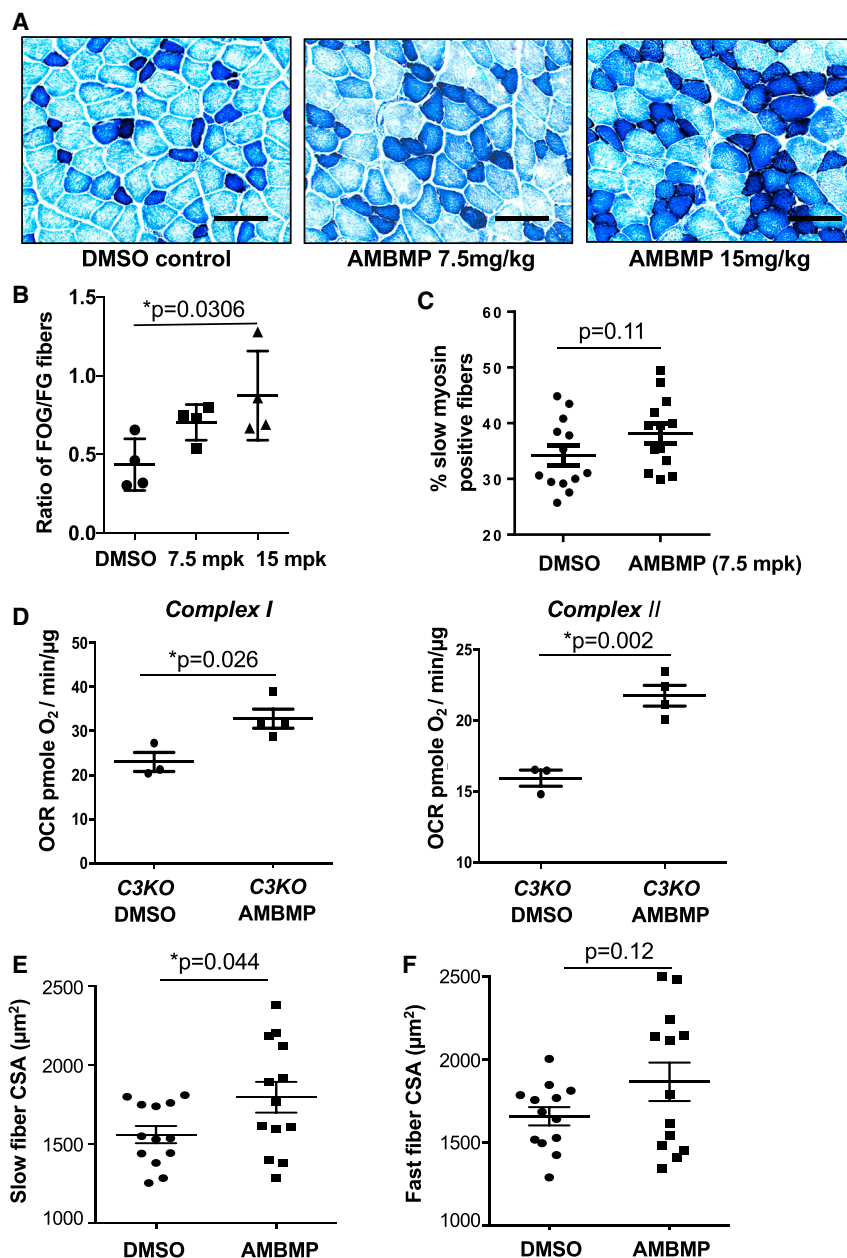 A
DMSO control
AMBMP 7.5mg/kg
AMBMP 15mg/kg
B
Ratio of FOG/FG fibers
1.5
1.0
0.5
0.0
*p=0.0306
DMSO
7.5 mpk
15 mpk
C
% slow myosin
positive fibers
60
50
40
30
20
p=0.11
DMSO
AMBMP (7.5 mpk)
D
Complex I
OCR pmole O₂ / min/µg
50
40
30
20
10
0
*p=0.026
C3KO
DMSO
C3KO
AMBMP
Complex II
OCR pmole O₂ / min/µg
25
20
15
10
*p=0.002
C3KO
DMSO
C3KO
AMBMP
E
Slow fiber CSA (µm²)
2500
2000
1500
1000
*p=0.044
DMSO
AMBMP
F
Fast fiber CSA (µm²)
2500
2000
1500
1000
p=0.12
DMSO
AMBMP